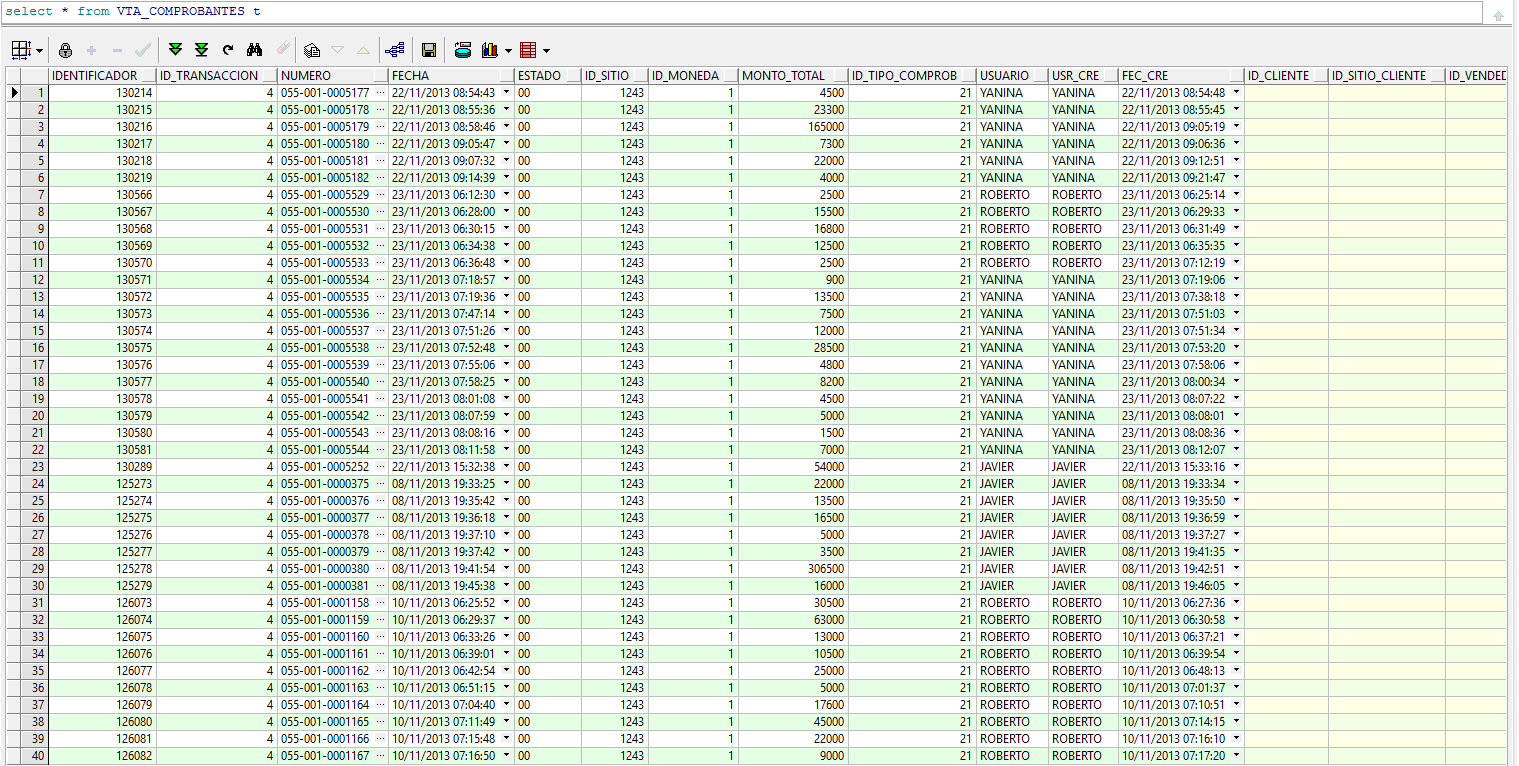 select * from VTA_COMPROBANTES t
IDENTIFICADOR ID_TRANSACCION NUMERO FECHA ESTADO ID_SITIO ID_MONEDA MONTO_TOTAL ID_TIPO_COMPROB USUARIO USR_CRE FEC_CRE ID_CLIENTE ID_SITIO_CLIENTE ID_VENDED
1 130214 4 055-001-0005177 ... 22/11/2013 08:54:43 00 1243 1 4500 21 YANINA YANINA 22/11/2013 08:54:48
2 130215 4 055-001-0005178 ... 22/11/2013 08:55:36 00 1243 1 23300 21 YANINA YANINA 22/11/2013 08:55:45
3 130216 4 055-001-0005179 ... 22/11/2013 08:58:46 00 1243 1 165000 21 YANINA YANINA 22/11/2013 09:05:19
4 130217 4 055-001-0005180 ... 22/11/2013 09:05:47 00 1243 1 7300 21 YANINA YANINA 22/11/2013 09:06:36
5 130218 4 055-001-0005181 ... 22/11/2013 09:07:32 00 1243 1 22000 21 YANINA YANINA 22/11/2013 09:12:51
6 130219 4 055-001-0005182 ... 22/11/2013 09:14:39 00 1243 1 4000 21 YANINA YANINA 22/11/2013 09:21:47
7 130566 4 055-001-0005529 ... 23/11/2013 06:12:30 00 1243 1 2500 21 ROBERTO ROBERTO 23/11/2013 06:25:14
8 130567 4 055-001-0005530 ... 23/11/2013 06:28:00 00 1243 1 15500 21 ROBERTO ROBERTO 23/11/2013 06:29:33
9 130568 4 055-001-0005531 ... 23/11/2013 06:30:15 00 1243 1 16800 21 ROBERTO ROBERTO 23/11/2013 06:31:49
10 130569 4 055-001-0005532 ... 23/11/2013 06:34:38 00 1243 1 12500 21 ROBERTO ROBERTO 23/11/2013 06:35:35
11 130570 4 055-001-0005533 ... 23/11/2013 06:36:48 00 1243 1 2500 21 ROBERTO ROBERTO 23/11/2013 07:12:19
12 130571 4 055-001-0005534 ... 23/11/2013 07:18:57 00 1243 1 900 21 YANINA YANINA 23/11/2013 07:19:06
13 130572 4 055-001-0005535 ... 23/11/2013 07:19:36 00 1243 1 13500 21 YANINA YANINA 23/11/2013 07:38:18
14 130573 4 055-001-0005536 ... 23/11/2013 07:47:14 00 1243 1 7500 21 YANINA YANINA 23/11/2013 07:51:03
15 130574 4 055-001-0005537 ... 23/11/2013 07:51:26 00 1243 1 12000 21 YANINA YANINA 23/11/2013 07:51:34
16 130575 4 055-001-0005538 ... 23/11/2013 07:52:48 00 1243 1 28500 21 YANINA YANINA 23/11/2013 07:53:20
17 130576 4 055-001-0005539 ... 23/11/2013 07:55:06 00 1243 1 4800 21 YANINA YANINA 23/11/2013 07:58:06
18 130577 4 055-001-0005540 ... 23/11/2013 07:58:25 00 1243 1 8200 21 YANINA YANINA 23/11/2013 08:00:34
19 130578 4 055-001-0005541 ... 23/11/2013 08:01:08 00 1243 1 4500 21 YANINA YANINA 23/11/2013 08:07:22
20 130579 4 055-001-0005542 ... 23/11/2013 08:07:59 00 1243 1 5000 21 YANINA YANINA 23/11/2013 08:08:01
21 130580 4 055-001-0005543 ... 23/11/2013 08:08:16 00 1243 1 1500 21 YANINA YANINA 23/11/2013 08:08:36
22 130581 4 055-001-0005544 ... 23/11/2013 08:11:58 00 1243 1 7000 21 YANINA YANINA 23/11/2013 08:12:07
23 130289 4 055-001-0005252 ... 22/11/2013 15:32:38 00 1243 1 54000 21 JAVIER JAVIER 22/11/2013 15:33:16
24 125273 4 055-001-0000375 ... 08/11/2013 19:33:25 00 1243 1 22000 21 JAVIER JAVIER 08/11/2013 19:33:34
25 125274 4 055-001-0000376 ... 08/11/2013 19:35:42 00 1243 1 13500 21 JAVIER JAVIER 08/11/2013 19:35:50
26 125275 4 055-001-0000377 ... 08/11/2013 19:36:18 00 1243 1 16500 21 JAVIER JAVIER 08/11/2013 19:36:59
27 125276 4 055-001-0000378 ... 08/11/2013 19:37:10 00 1243 1 5000 21 JAVIER JAVIER 08/11/2013 19:37:27
28 125277 4 055-001-0000379 ... 08/11/2013 19:37:42 00 1243 1 3500 21 JAVIER JAVIER 08/11/2013 19:41:35
29 125278 4 055-001-0000380 ... 08/11/2013 19:41:54 00 1243 1 306500 21 JAVIER JAVIER 08/11/2013 19:42:51
30 125279 4 055-001-0000381 ... 08/11/2013 19:45:38 00 1243 1 16000 21 JAVIER JAVIER 08/11/2013 19:46:05
31 126073 4 055-001-0001158 ... 10/11/2013 06:25:52 00 1243 1 30500 21 ROBERTO ROBERTO 10/11/2013 06:27:36
32 126074 4 055-001-0001159 ... 10/11/2013 06:29:37 00 1243 1 63000 21 ROBERTO ROBERTO 10/11/2013 06:30:58
33 126075 4 055-001-0001160 ... 10/11/2013 06:33:26 00 1243 1 13000 21 ROBERTO ROBERTO 10/11/2013 06:37:21
34 126076 4 055-001-0001161 ... 10/11/2013 06:39:01 00 1243 1 10500 21 ROBERTO ROBERTO 10/11/2013 06:39:54
35 126077 4 055-001-0001162 ... 10/11/2013 06:42:54 00 1243 1 25000 21 ROBERTO ROBERTO 10/11/2013 06:48:13
36 126078 4 055-001-0001163 ... 10/11/2013 06:51:15 00 1243 1 5000 21 ROBERTO ROBERTO 10/11/2013 07:01:37
37 126079 4 055-001-0001164 ... 10/11/2013 07:04:40 00 1243 1 17600 21 ROBERTO ROBERTO 10/11/2013 07:10:51
38 126080 4 055-001-0001165 ... 10/11/2013 07:11:49 00 1243 1 45000 21 ROBERTO ROBERTO 10/11/2013 07:14:15
39 126081 4 055-001-0001166 ... 10/11/2013 07:15:48 00 1243 1 22000 21 ROBERTO ROBERTO 10/11/2013 07:16:10
40 126082 4 055-001-0001167 ... 10/11/2013 07:16:50 00 1243 1 9000 21 ROBERTO ROBERTO 10/11/2013 07:17:20